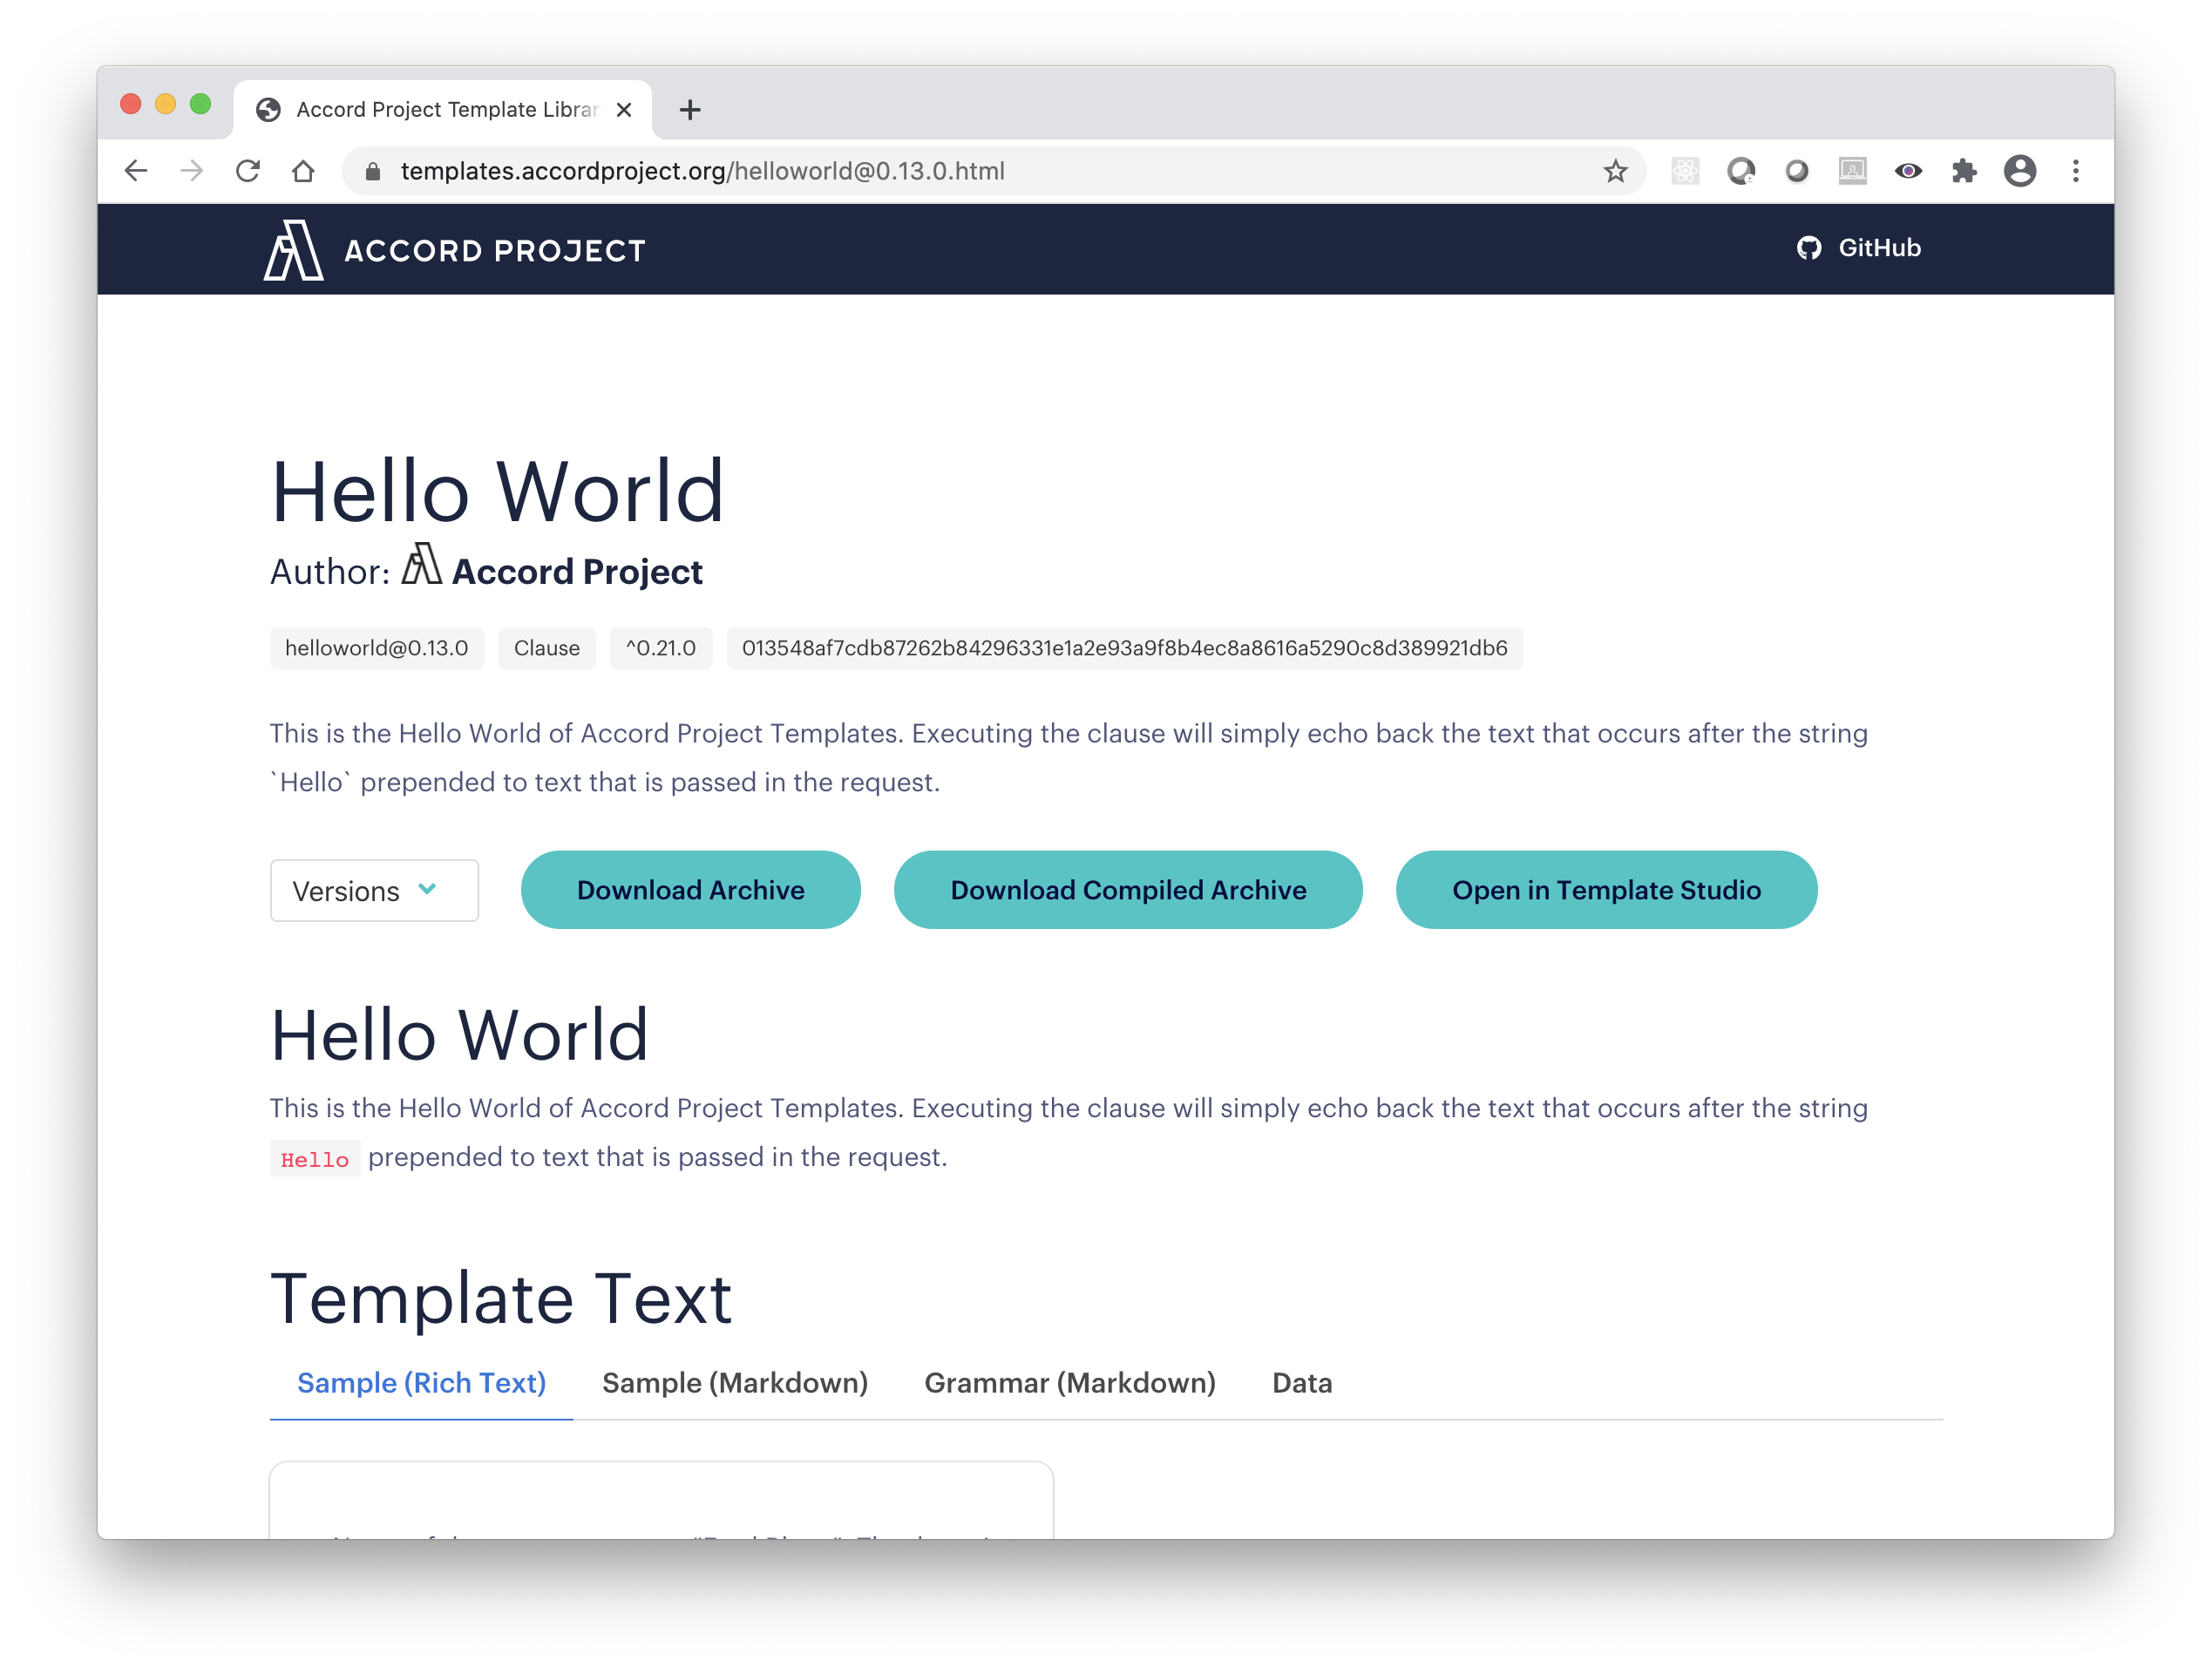 Accord Project Template Librar
templates.accordproject.org/helloworld@0.13.0.html
ACCORD PROJECT
GitHub
Hello World
Author: Accord Project
helloworld@0.13.0 Clause ^0.21.0 013548af7cdb87262b84296331e1a2e93a9f8b4ec8a8616a5290c8d389921db6
This is the Hello World of Accord Project Templates. Executing the clause will simply echo back the text that occurs after the string
`Hello` prepended to text that is passed in the request.
Versions Download Archive Download Compiled Archive Open in Template Studio
Hello World
This is the Hello World of Accord Project Templates. Executing the clause will simply echo back the text that occurs after the string
Hello prepended to text that is passed in the request.
Template Text
Sample (Rich Text) Sample (Markdown) Grammar (Markdown) Data